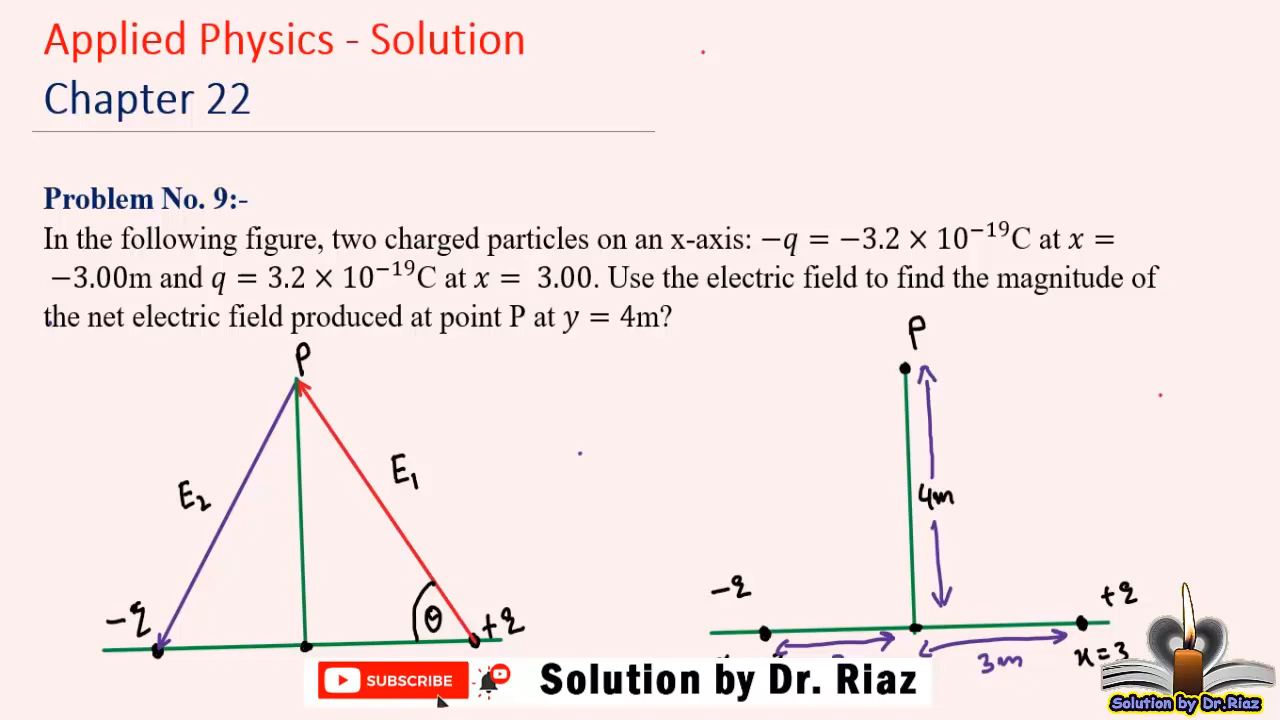 Applied Physics - Solution
Chapter 22
Problem No. 9:-
In the following figure, two charged particles on an x-axis: −q = −3.2 × 10⁻¹⁹C at x =
−3.00m and q = 3.2 × 10⁻¹⁹C at x = 3.00. Use the electric field to find the magnitude of
the net electric field produced at point P at y = 4m?
P
P
E₂
E₁
4m
-q
θ
+q
-q
+q
3m
x=3
SUBSCRIBE
Solution by Dr. Riaz
Solution by Dr.Riaz